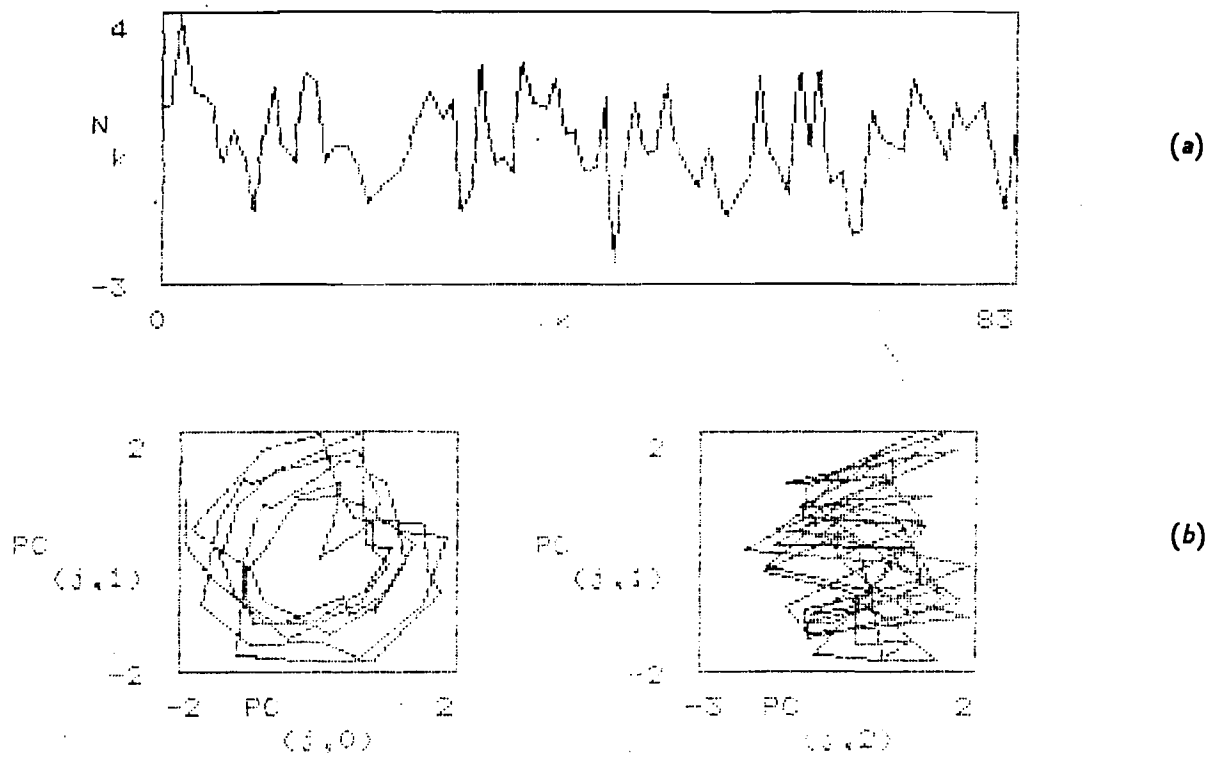 4
N
k
(a)
-3
0 k 83
2 2
PC PC
(j,1) (j,1)
(b)
-2 -2
-2 PC 2 -3 PC 2
(j,0) (j,2)